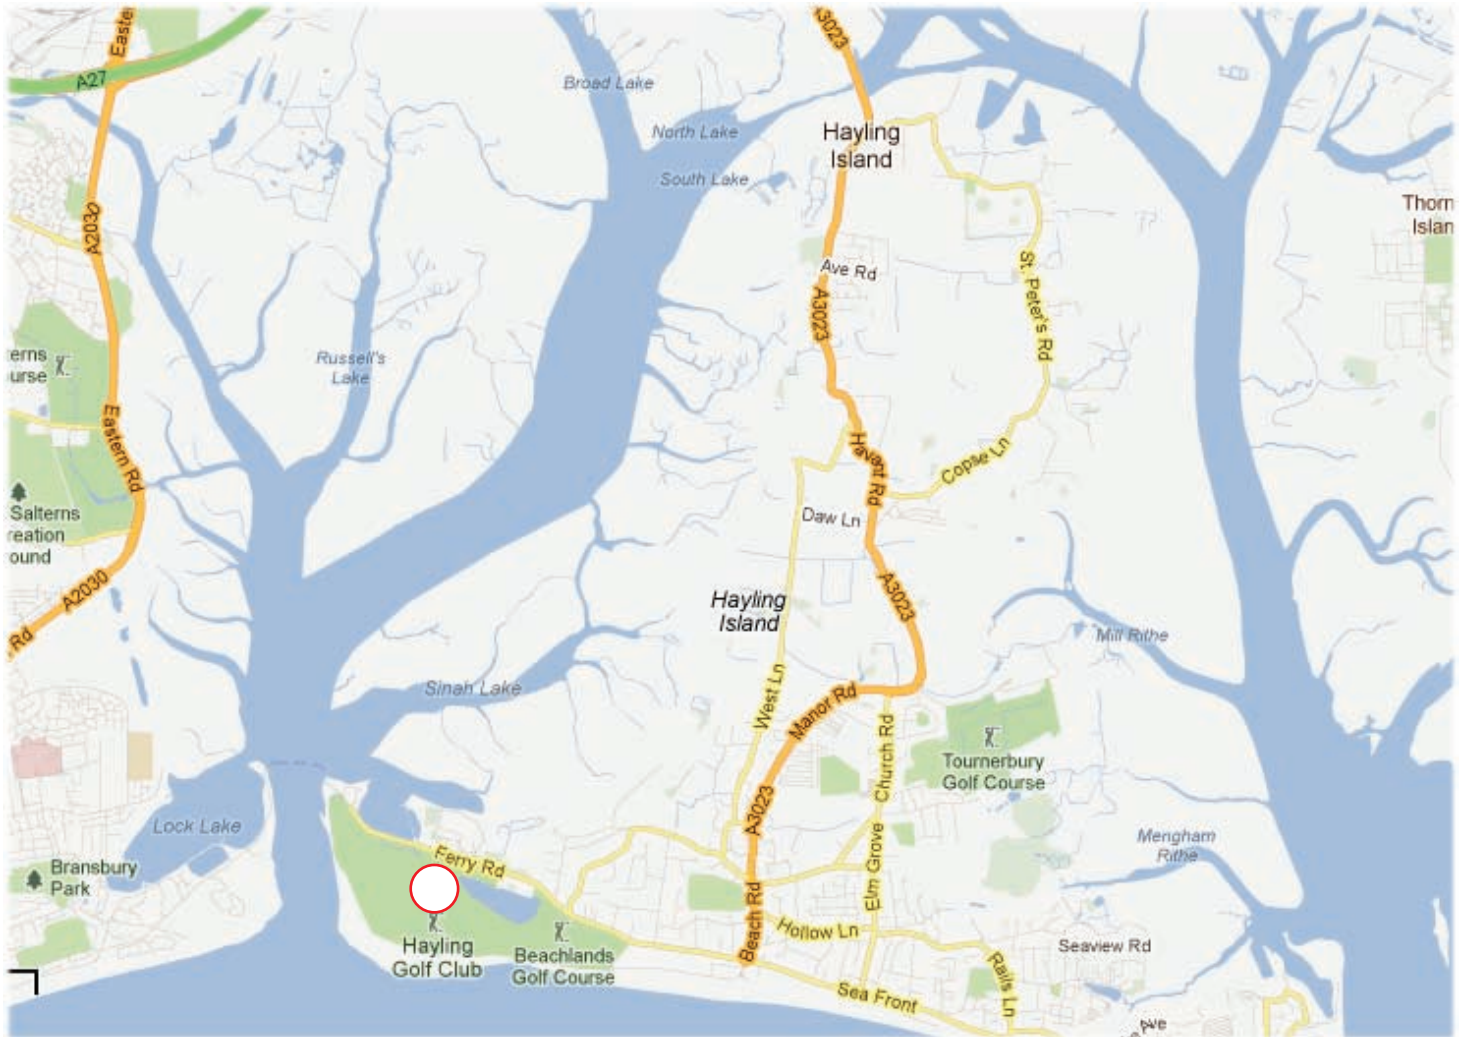 Easter
A3023
A27
Broad Lake
North Lake
Hayling
Island
South Lake
A2030
Thorn
Islan
Ave Rd
St. Peter's Rd
A3023
erns
urse
Russell's
Lake
Eastern Rd
Havant Rd
Copse Ln
Salterns
reation
ound
Daw Ln
A2030
A3023
Hayling
Island
Rd
Mill Rithe
Sinah Lake
West Ln
Manor Rd
Church Rd
Tournerbury
Golf Course
A3023
Lock Lake
Mengham
Rithe
Ferry Rd
Elm Grove
Bransbury
Park
Beach Rd
Hollow Ln
Seaview Rd
Hayling
Golf Club
Beachlands
Golf Course
Rails Ln
Sea Front
Ave